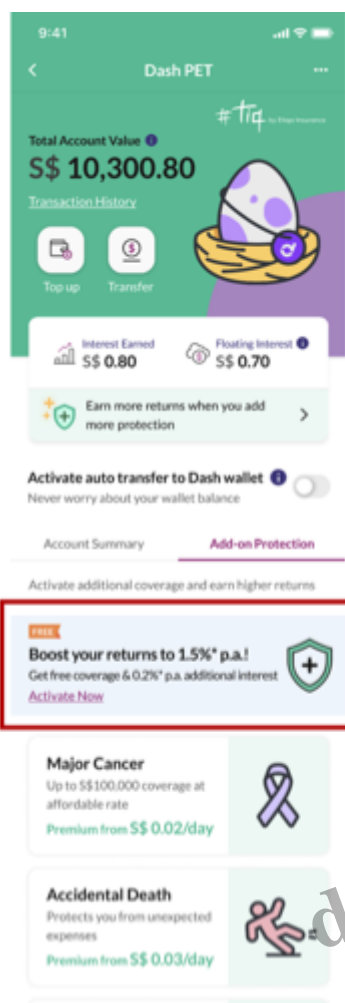 9:41
Dash PET
#tiq by Etiqa Insurance
Total Account Value
S$ 10,300.80
Transaction History
Top up
Transfer
Interest Earned
S$ 0.80
Floating Interest
S$ 0.70
Earn more returns when you add
more protection
Activate auto transfer to Dash wallet
Never worry about your wallet balance
Account Summary
Add-on Protection
Activate additional coverage and earn higher returns
FREE
Boost your returns to 1.5%* p.a.!
Get free coverage & 0.2%* p.a. additional interest
Activate Now
Major Cancer
Up to S$100,000 coverage at
affordable rate
Premium from S$ 0.02/day
Accidental Death
Protects you from unexpected
expenses
Premium from S$ 0.03/day